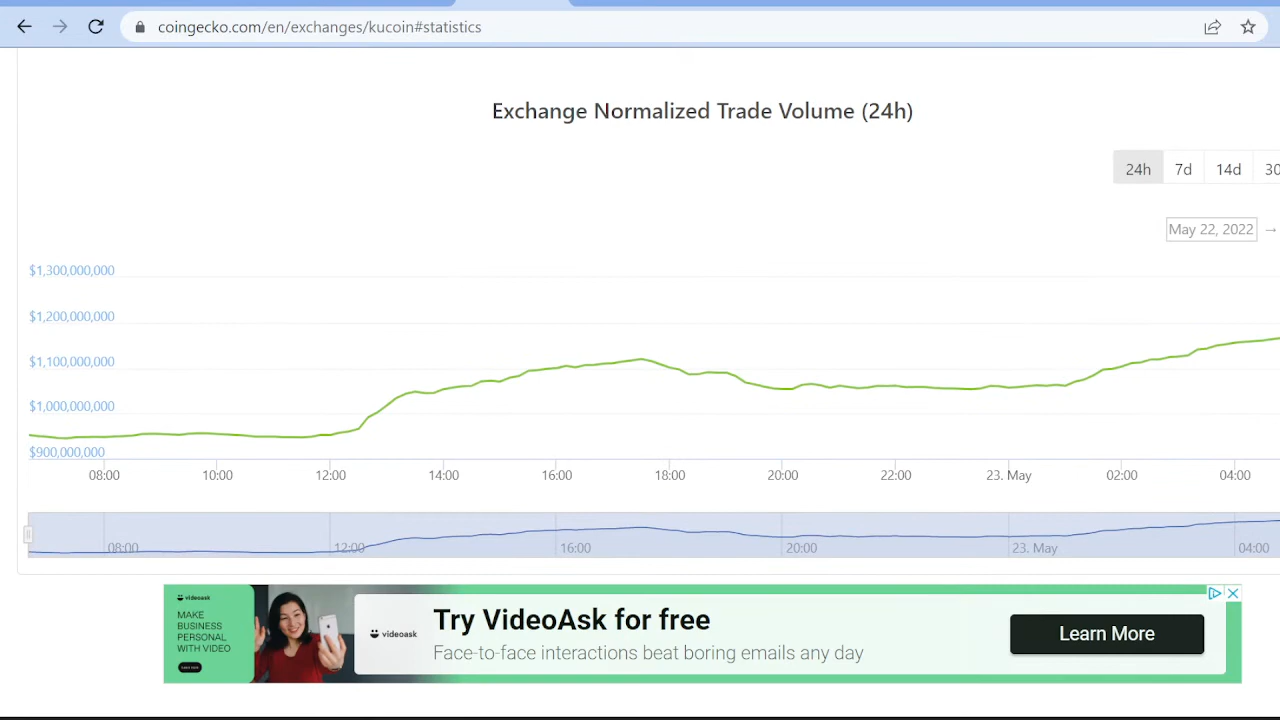 coingecko.com/en/exchanges/kucoin#statistics
Exchange Normalized Trade Volume (24h)
24h 7d 14d 30
May 22, 2022 →
$1,300,000,000
$1,200,000,000
$1,100,000,000
$1,000,000,000
$900,000,000
08:00 10:00 12:00 14:00 16:00 18:00 20:00 22:00 23. May 02:00 04:00
08:00 12:00 16:00 20:00 23. May 04:00
videoask
MAKE
BUSINESS
PERSONAL
WITH VIDEO
videoask
Try VideoAsk for free
Face-to-face interactions beat boring emails any day
Learn More